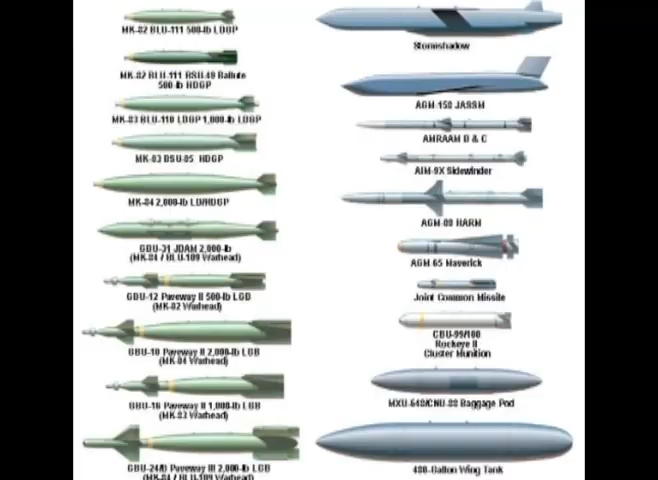 MK-82 BLU-111 500-lb LDGP
MK-82 BLU-111 BSU-49 Ballute
500-lb HDGP
MK-83 BLU-110 LDGP 1,000-lb LDGP
MK-83 BSU-85 HDGP
MK-84 2,000-lb LD/HDGP
GBU-31 JDAM 2,000-lb
(MK-84 / BLU-109 Warhead)
GBU-12 Paveway II 500-lb LGB
(MK-82 Warhead)
GBU-10 Paveway II 2,000-lb LGB
(MK-84 Warhead)
GBU-16 Paveway II 1,000-lb LGB
(MK-83 Warhead)
GBU-24/B Paveway III 2,000-lb LGB
(MK-84 / BLU-109 Warhead)
Stormshadow
AGM-158 JASSM
AMRAAM B & C
AIM-9X Sidewinder
AGM-88 HARM
AGM-65 Maverick
Joint Common Missile
CBU-99/100
Rockeye II
Cluster Munition
MXU-648/CNU-88 Baggage Pod
480-Gallon Wing Tank